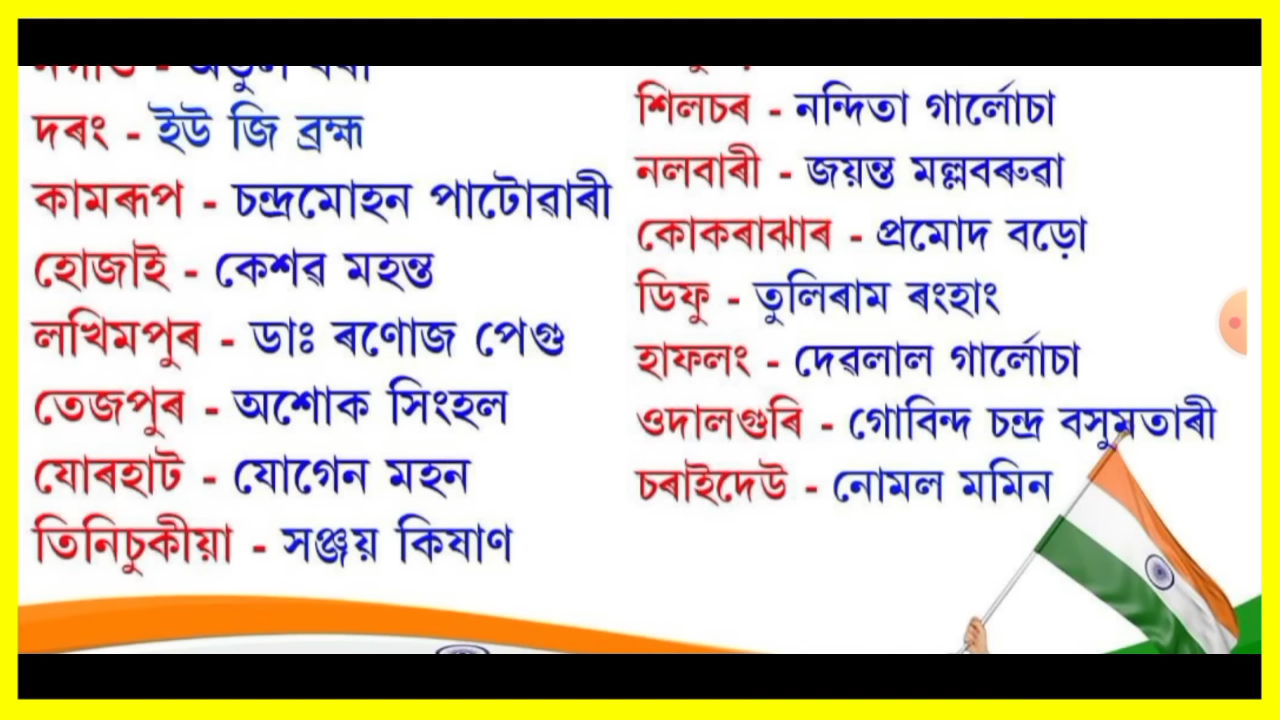 দৰং - ইউ জি ব্ৰহ্ম
কামৰূপ - চন্দ্ৰমোহন পাটোৱাৰী
হোজাই - কেশৱ মহন্ত
লখিমপুৰ - ডাঃ ৰণোজ পেগু
তেজপুৰ - অশোক সিংহল
যোৰহাট - যোগেন মহন
তিনিচুকীয়া - সঞ্জয় কিষাণ
শিলচৰ - নন্দিতা গাৰ্লোচা
নলবাৰী - জয়ন্ত মল্লবৰুৱা
কোকৰাঝাৰ - প্ৰমোদ বড়ো
ডিফু - তুলিৰাম ৰংহাং
হাফলং - দেৱলাল গাৰ্লোচা
ওদালগুৰি - গোবিন্দ চন্দ্ৰ বসুমতাৰী
চৰাইদেউ - নোমল মমিন